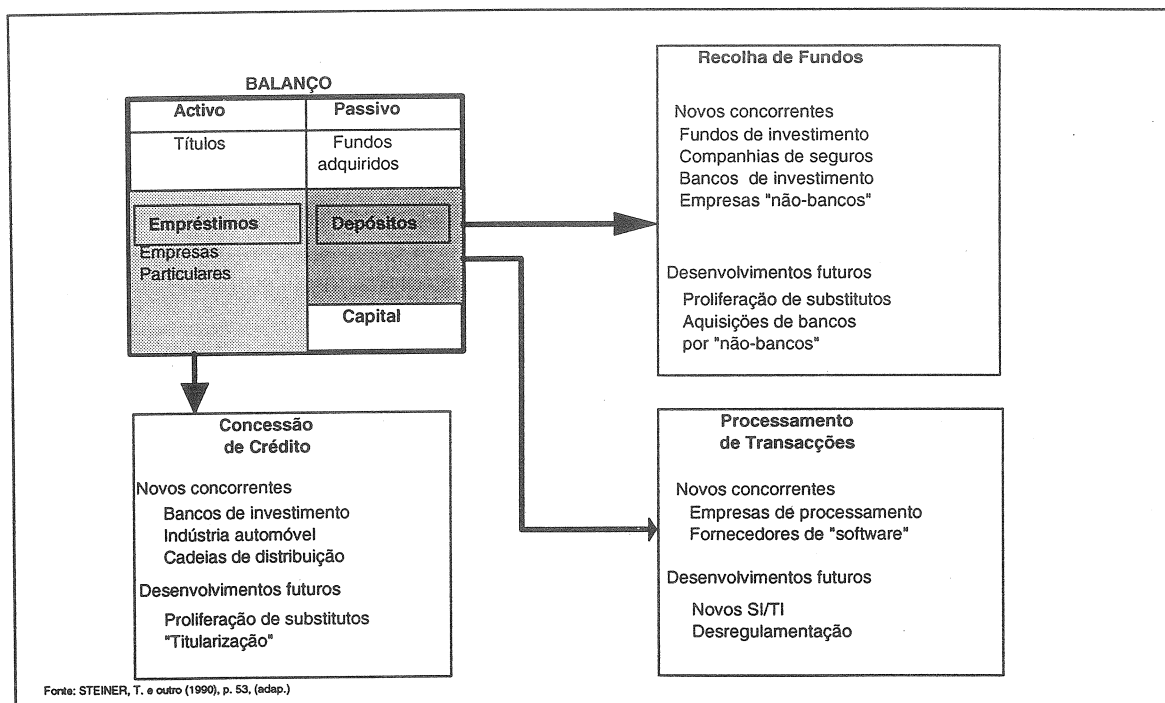 BALANÇO
Activo
Passivo
Títulos
Fundos
adquiridos
Empréstimos
Depósitos
Empresas
Particulares
Capital
Recolha de Fundos
Novos concorrentes
Fundos de investimento
Companhias de seguros
Bancos de investimento
Empresas "não-bancos"
Desenvolvimentos futuros
Proliferação de substitutos
Aquisições de bancos
por "não-bancos"
Concessão
de Crédito
Novos concorrentes
Bancos de investimento
Indústria automóvel
Cadeias de distribuição
Desenvolvimentos futuros
Proliferação de substitutos
"Titularização"
Processamento
de Transacções
Novos concorrentes
Empresas de processamento
Fornecedores de "software"
Desenvolvimentos futuros
Novos SI/TI
Desregulamentação
Fonte: STEINER, T. e outro (1990), p. 53, (adap.)